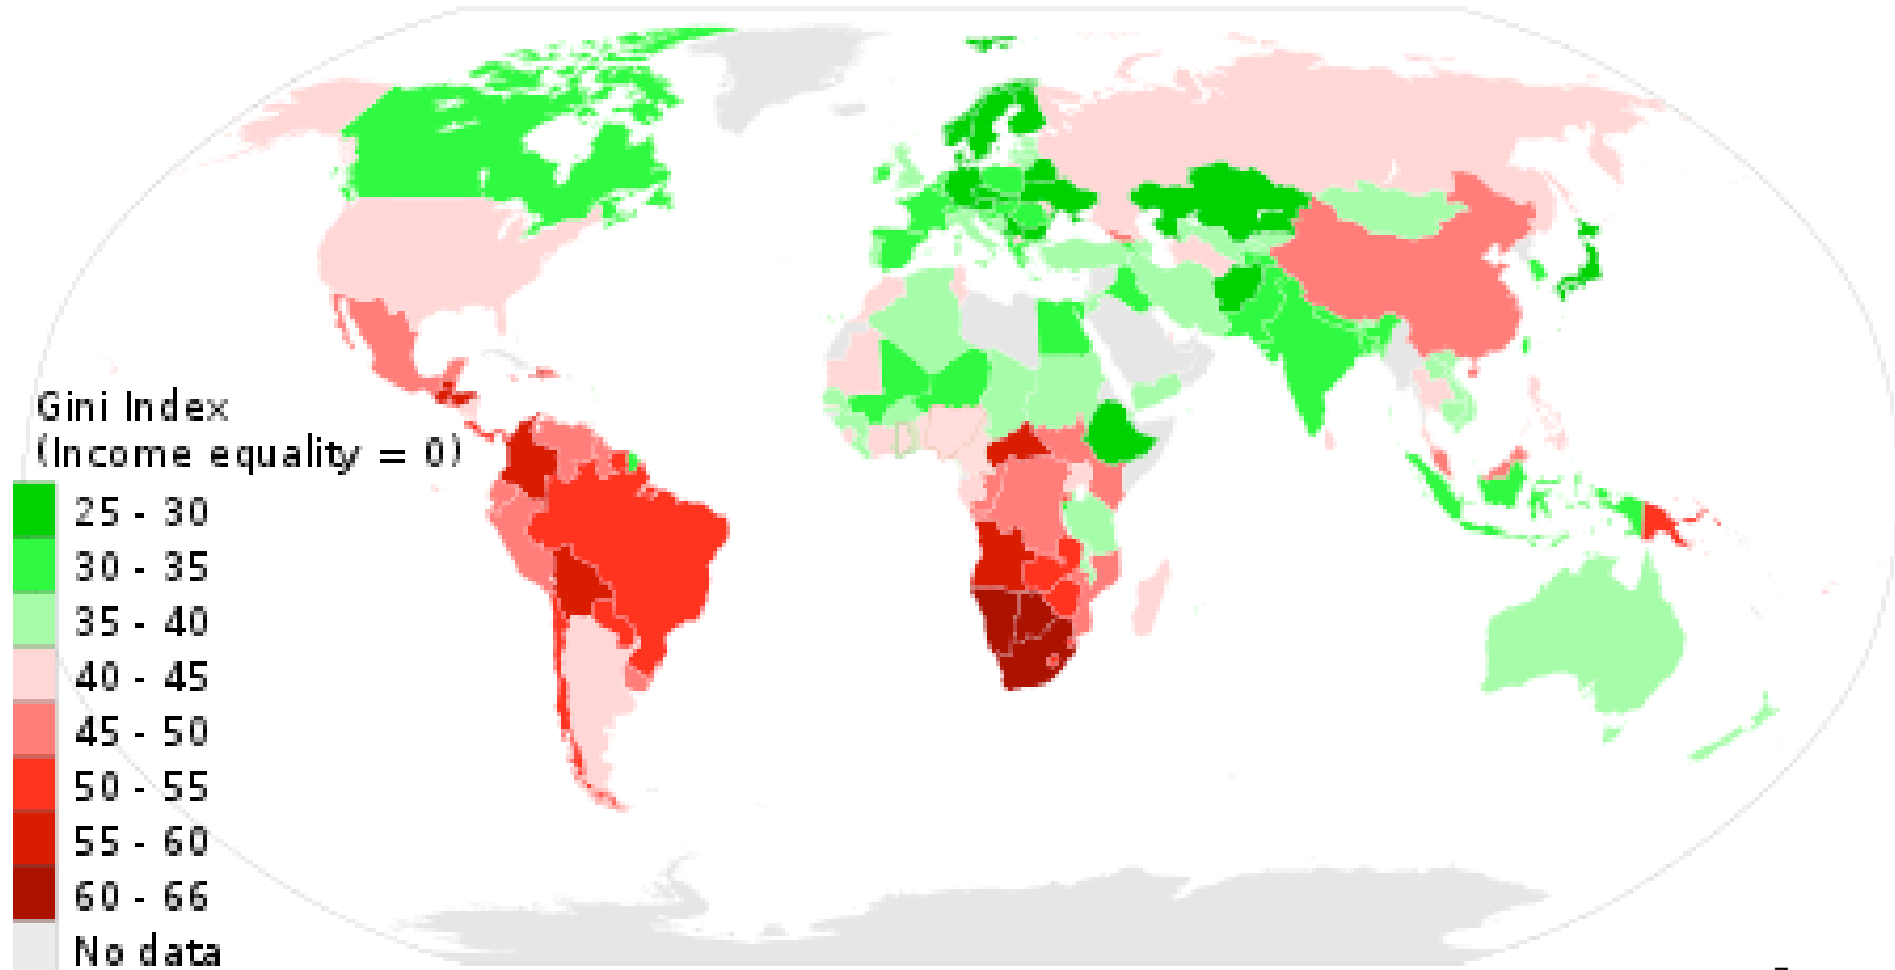 Gini Index
(Income equality = 0)
25 - 30
30 - 35
35 - 40
40 - 45
45 - 50
50 - 55
55 - 60
60 - 66
No data